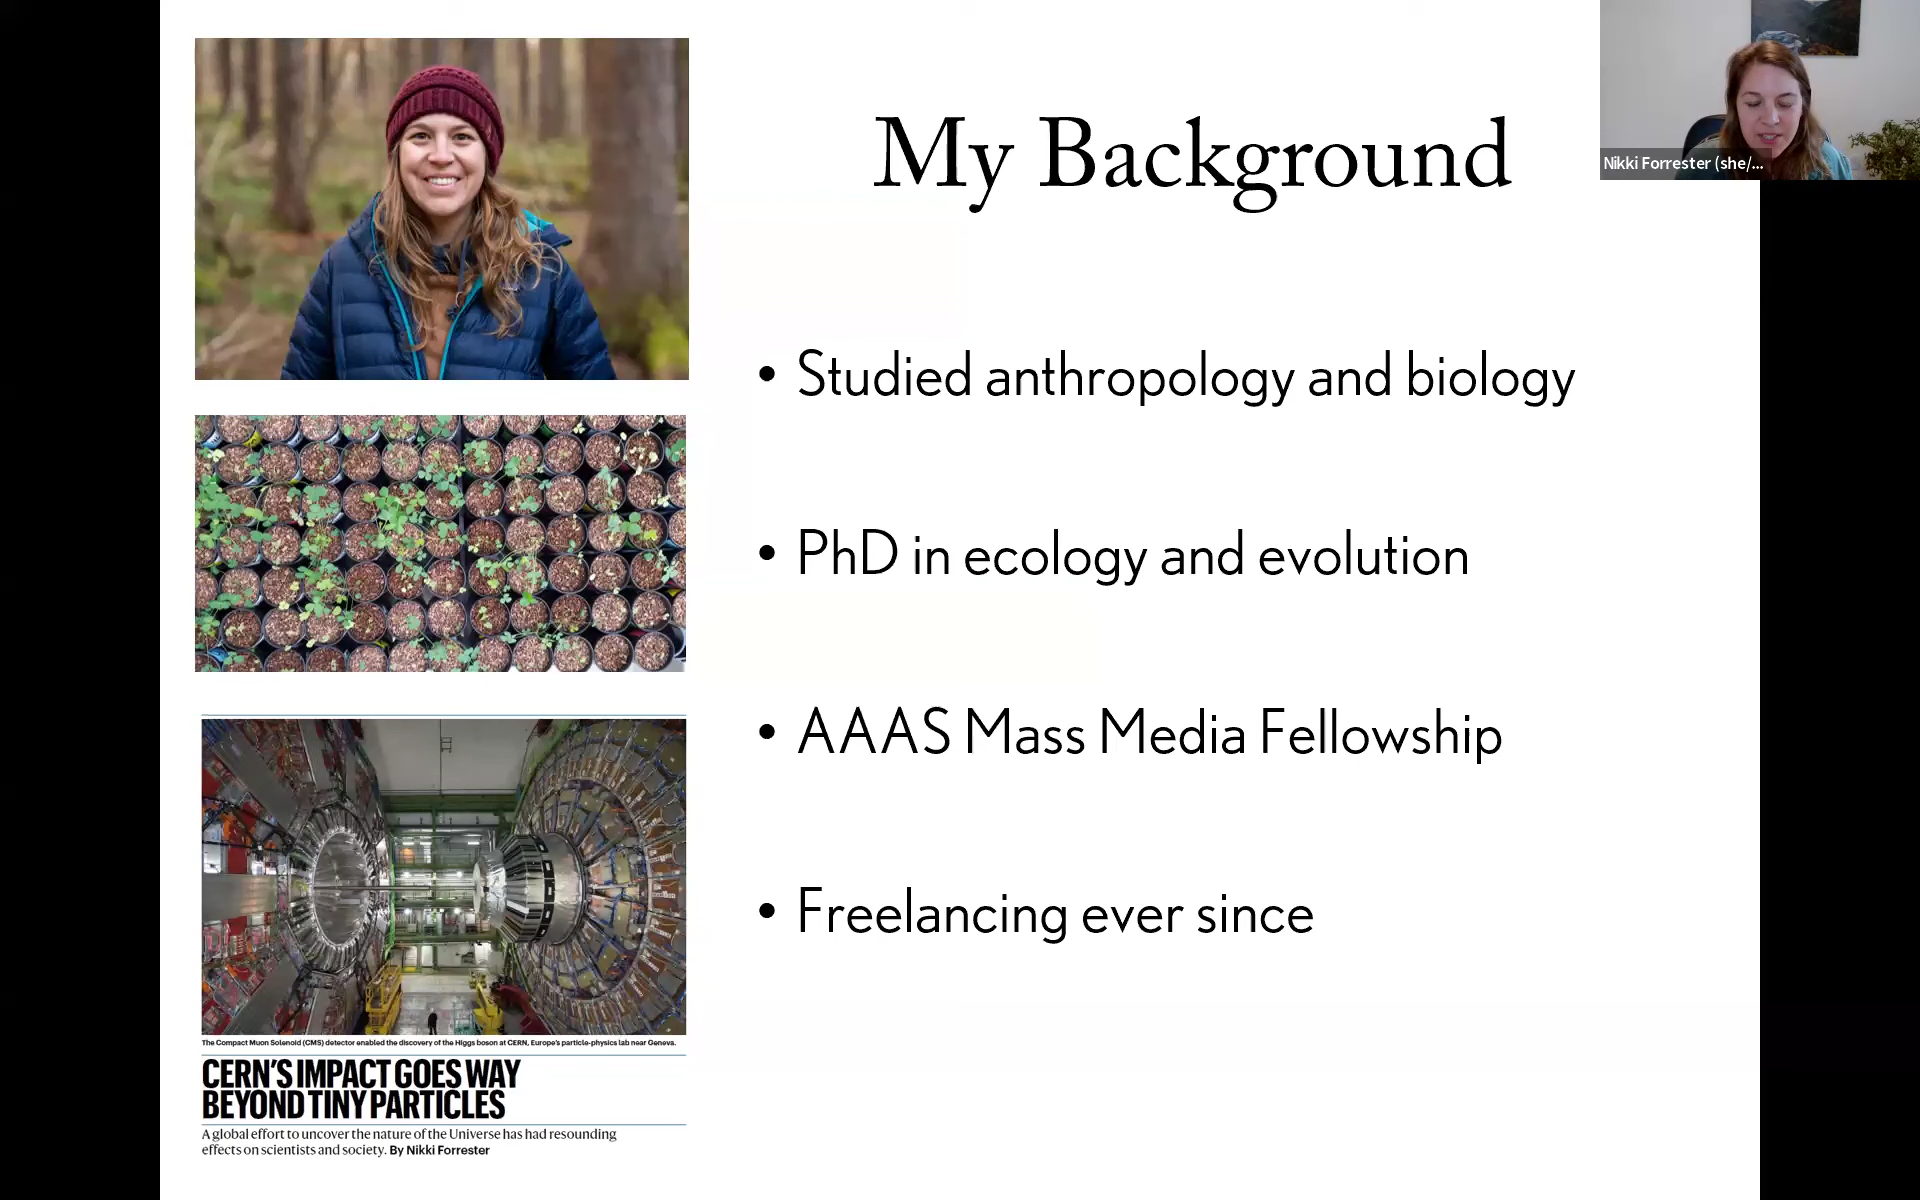 My Background
Nikki Forrester (she/...
• Studied anthropology and biology
• PhD in ecology and evolution
• AAAS Mass Media Fellowship
• Freelancing ever since
The Compact Muon Solenoid (CMS) detector enabled the discovery of the Higgs boson at CERN, Europe's particle-physics lab near Geneva.
CERN'S IMPACT GOES WAY
BEYOND TINY PARTICLES
A global effort to uncover the nature of the Universe has had resounding
effects on scientists and society. By Nikki Forrester